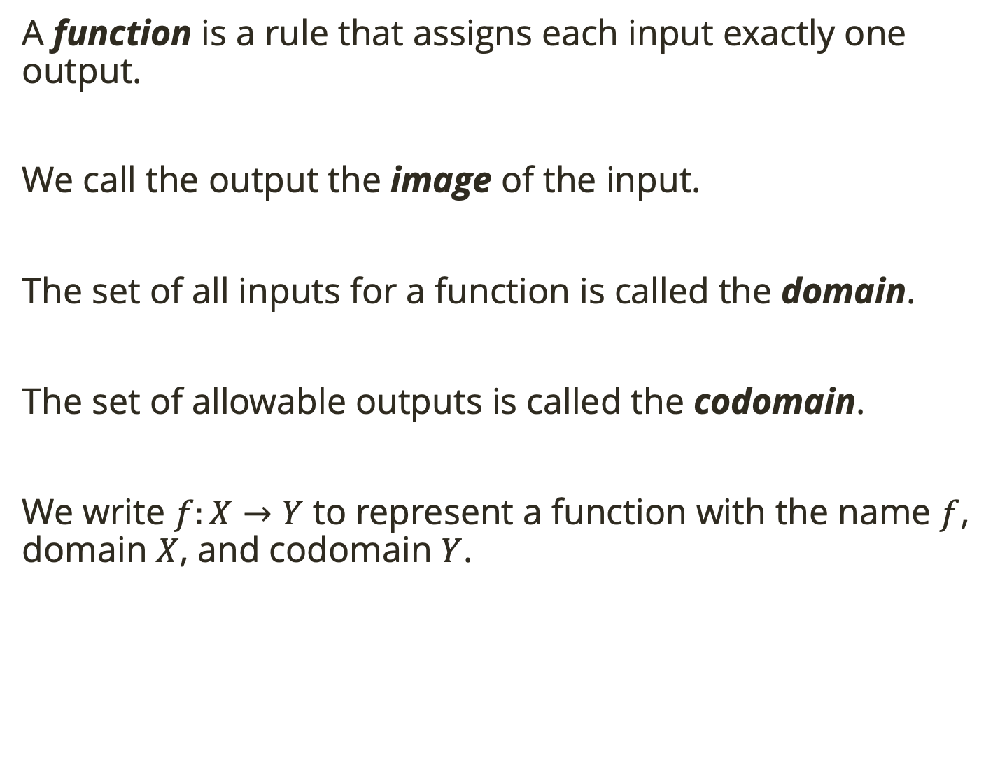 A function is a rule that assigns each input exactly one
output.
We call the output the image of the input.
The set of all inputs for a function is called the domain.
The set of allowable outputs is called the codomain.
We write f: X → Y to represent a function with the name f,
domain X, and codomain Y.